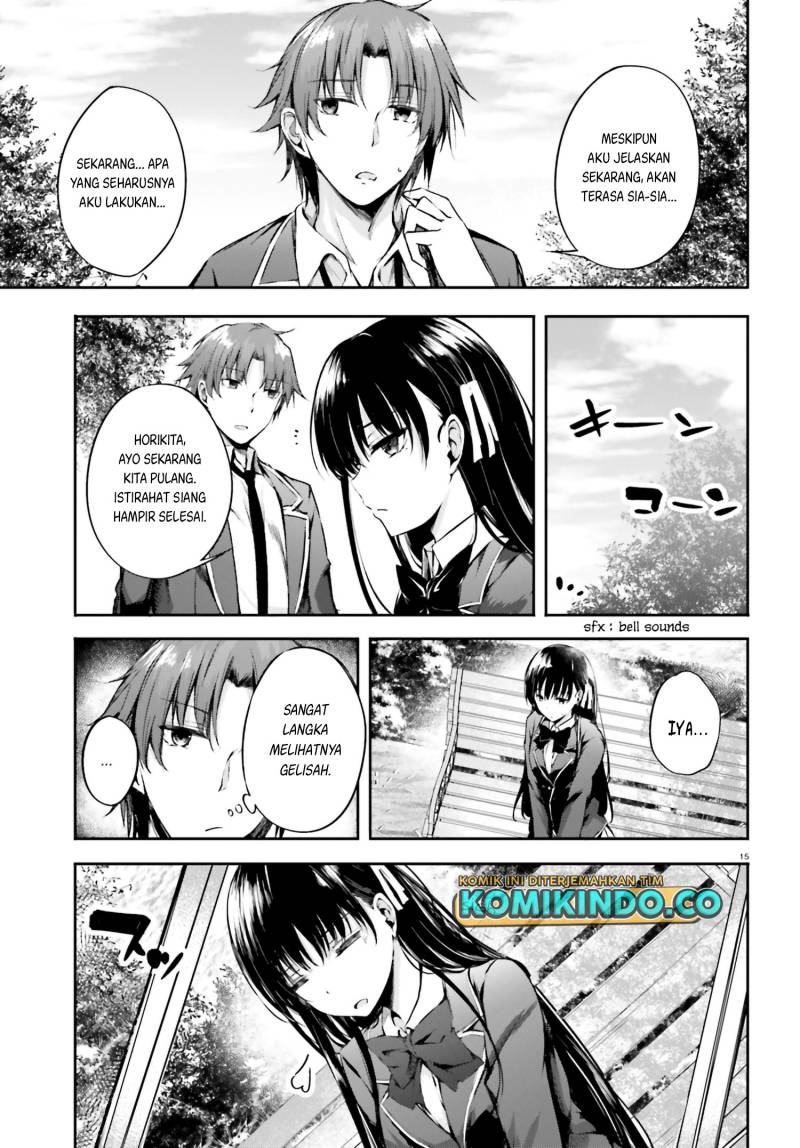 MESKIPUN
AKU JELASKAN
SEKARANG, AKAN
TERASA SIA-SIA...
SEKARANG... APA
YANG SEHARUSNYA
AKU LAKUKAN...
キーン
コーン
...
sfx : bell sounds
...
HORIKITA,
AYO SEKARANG
KITA PULANG.
ISTIRAHAT SIANG
HAMPIR SELESAI.
IYA...
SANGAT
LANGKA
MELIHATNYA
GELISAH.
...
15
KOMIK INI DITERJEMAHKAN TIM
KOMIKINDO.CO
スッ